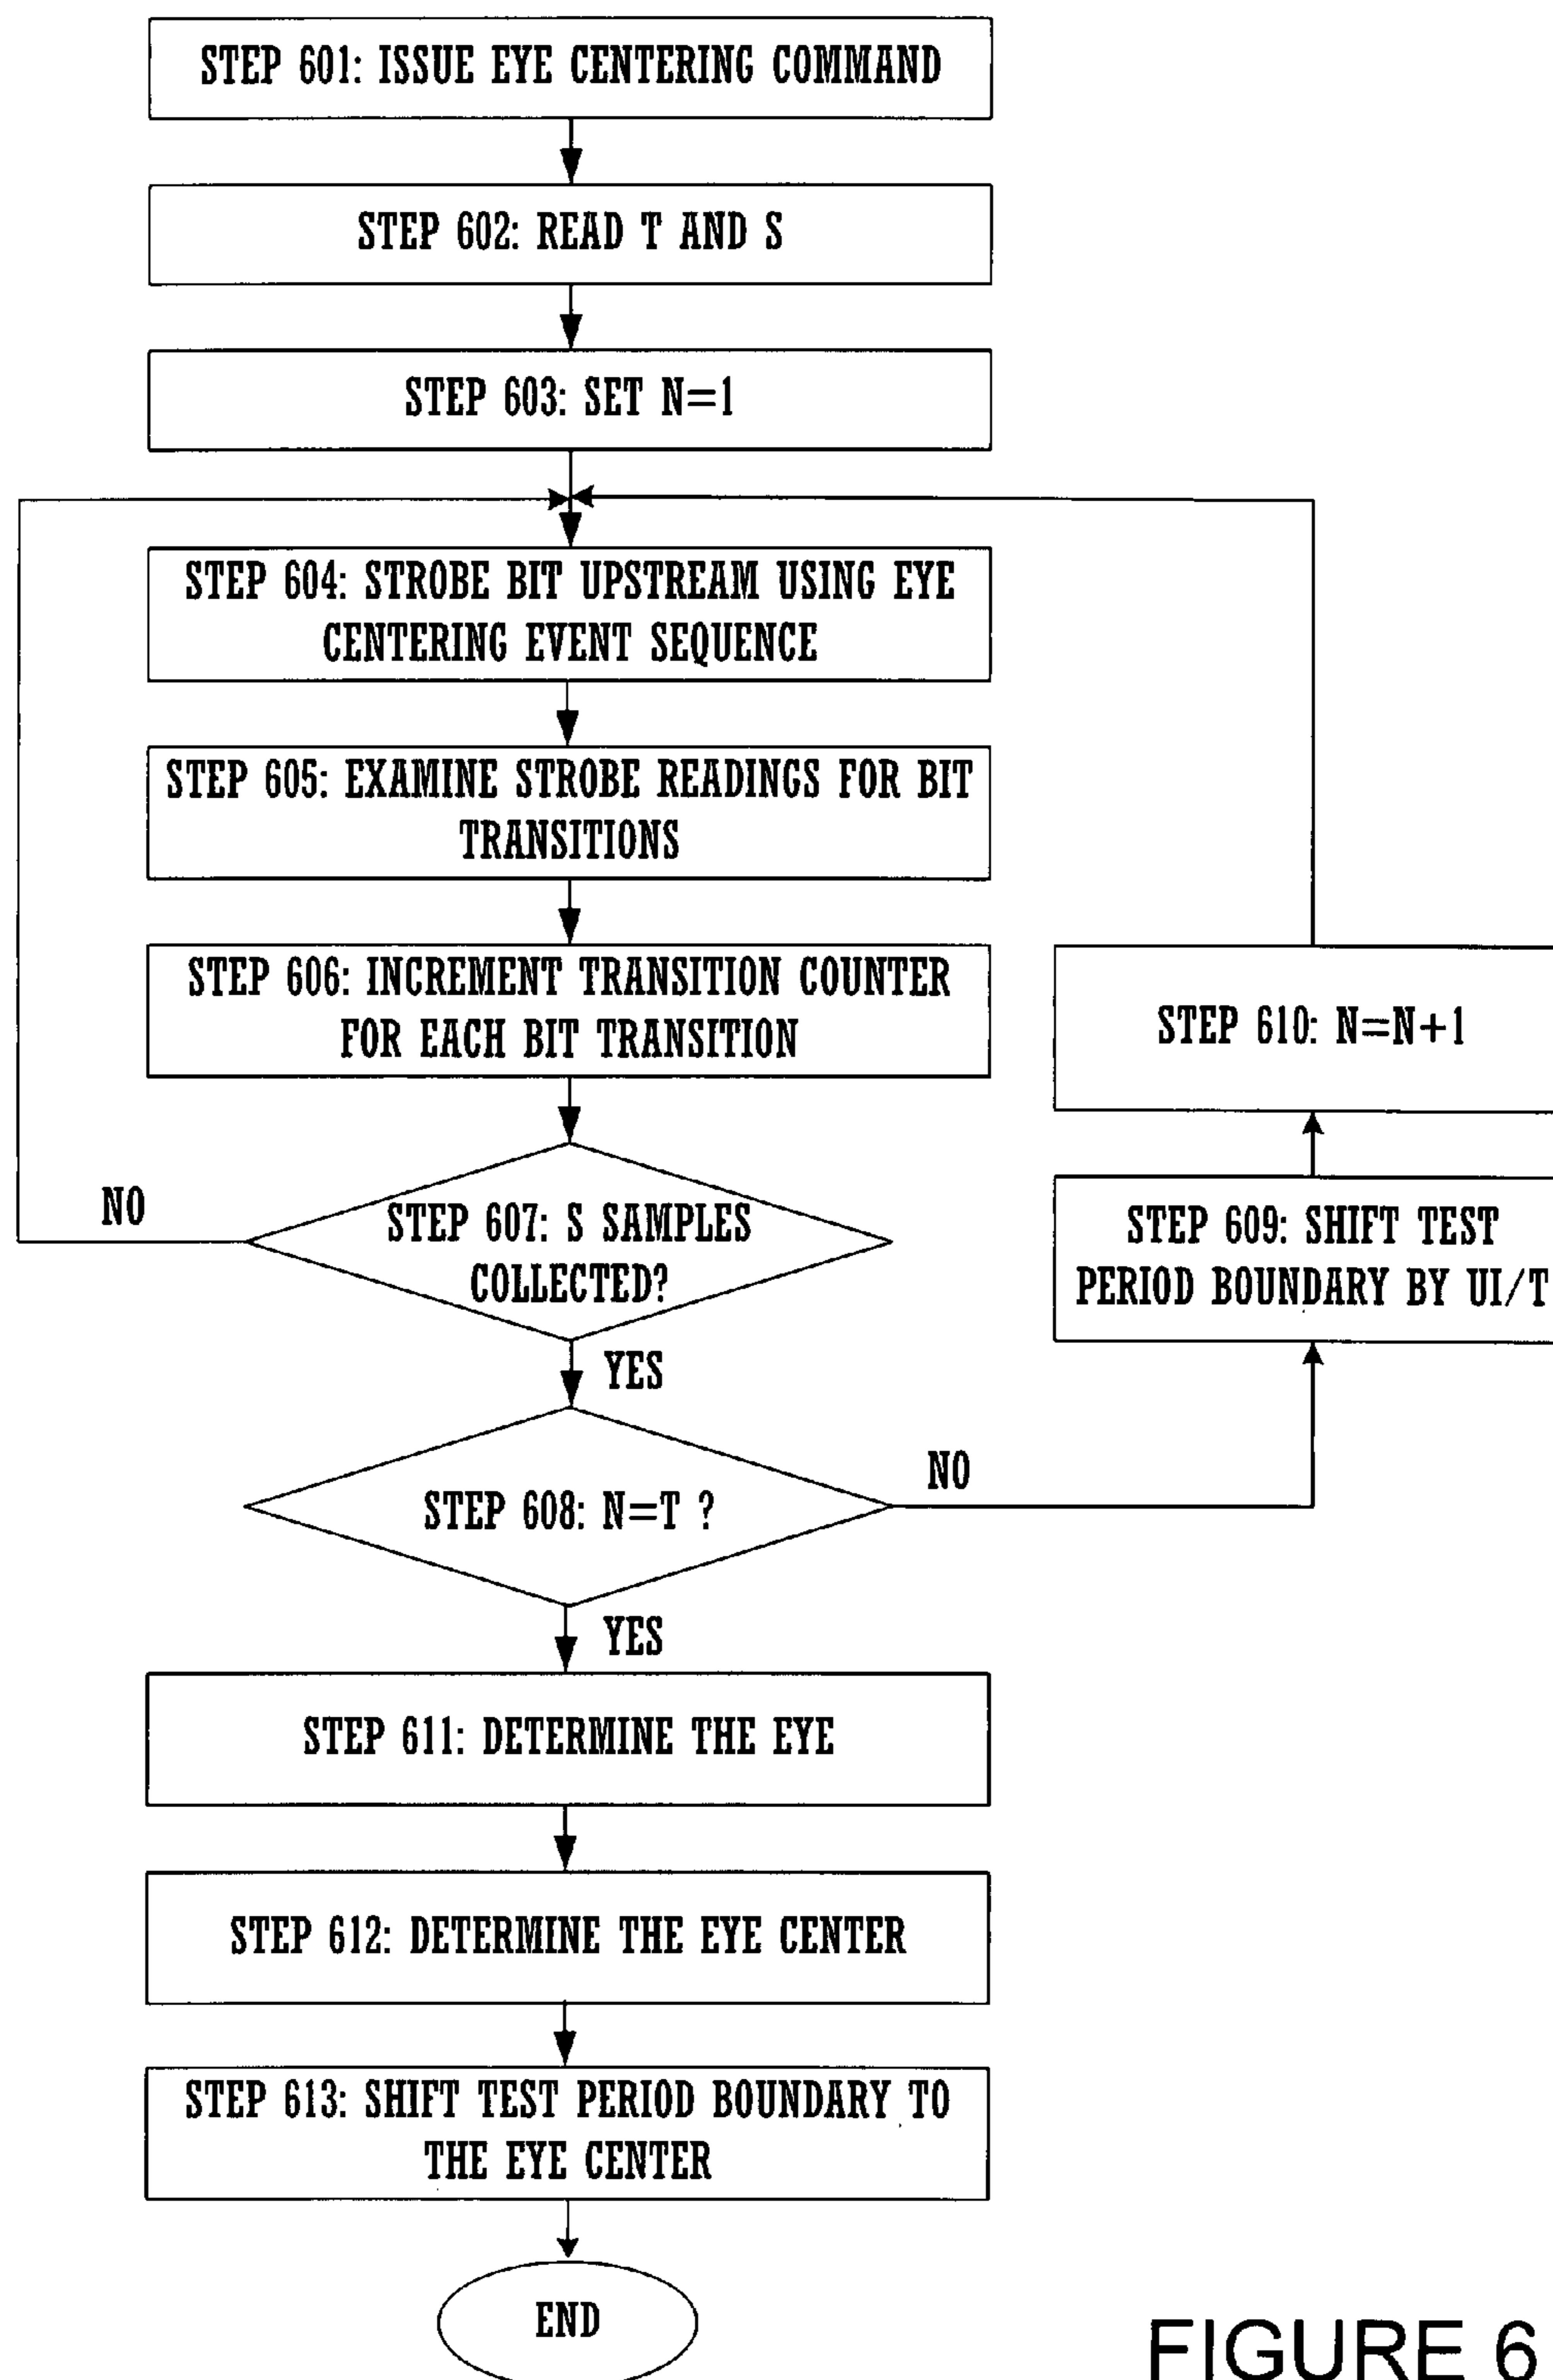 STEP 601: ISSUE EYE CENTERING COMMAND
STEP 602: READ T AND S
STEP 603: SET N=1
STEP 604: STROBE BIT UPSTREAM USING EYE
CENTERING EVENT SEQUENCE
STEP 605: EXAMINE STROBE READINGS FOR BIT
TRANSITIONS
STEP 606: INCREMENT TRANSITION COUNTER
FOR EACH BIT TRANSITION
STEP 607: S SAMPLES
COLLECTED?
NO
YES
STEP 608: N=T ?
NO
STEP 609: SHIFT TEST
PERIOD BOUNDARY BY UI/T
STEP 610: N=N+1
YES
STEP 611: DETERMINE THE EYE
STEP 612: DETERMINE THE EYE CENTER
STEP 613: SHIFT TEST PERIOD BOUNDARY TO
THE EYE CENTER
END
FIGURE 6